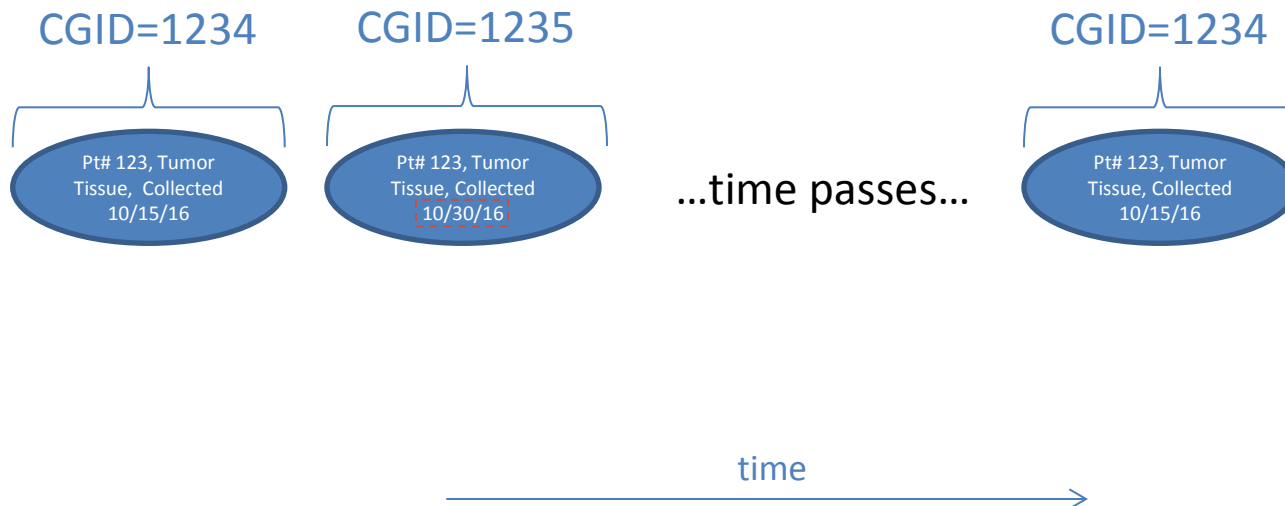 CGID=1234
CGID=1235
CGID=1234
Pt# 123, Tumor
Tissue, Collected
10/15/16
Pt# 123, Tumor
Tissue, Collected
10/30/16
…time passes…
Pt# 123, Tumor
Tissue, Collected
10/15/16
time